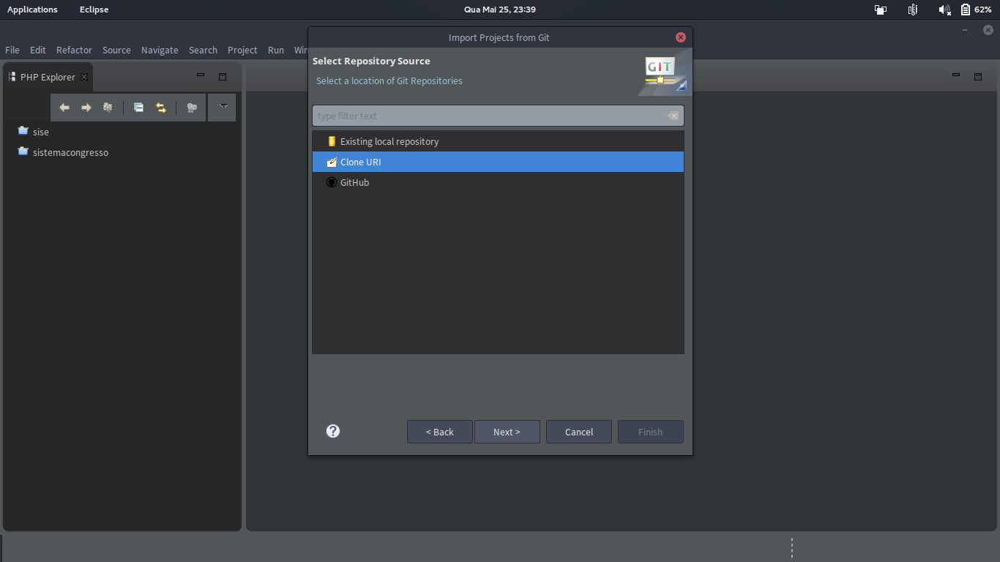 Applications Eclipse Qua Mai 25, 23:39 62%
Import Projects from Git
File Edit Refactor Source Navigate Search Project Run Win
Select Repository Source
Select a location of Git Repositories
GIT
PHP Explorer
type filter text
sise
sistemacongresso
Existing local repository
Clone URI
GitHub
?
< Back Next > Cancel Finish